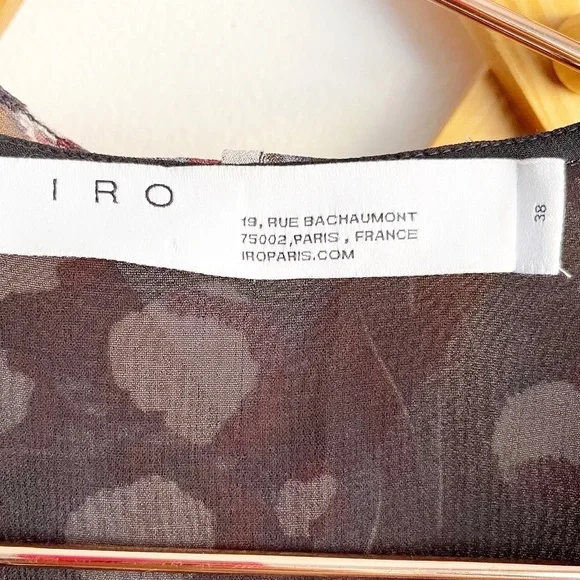 IRO
19, RUE BACHAUMONT
75002,PARIS , FRANCE
IROPARIS.COM
38